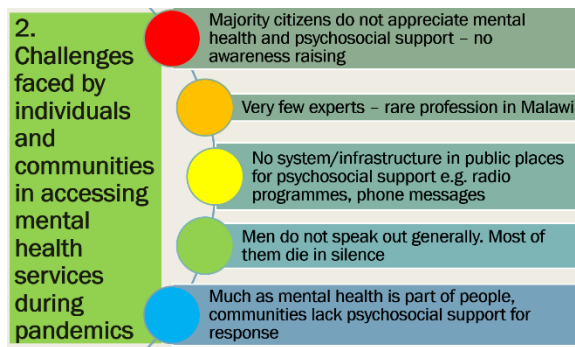 2.
Challenges
faced by
individuals
and
communities
in accessing
mental
health
services
during
pandemics
Majority citizens do not appreciate mental
health and psychosocial support – no
awareness raising
Very few experts – rare profession in Malawi
No system/infrastructure in public places
for psychosocial support e.g. radio
programmes, phone messages
Men do not speak out generally. Most of
them die in silence
Much as mental health is part of people,
communities lack psychosocial support for
response